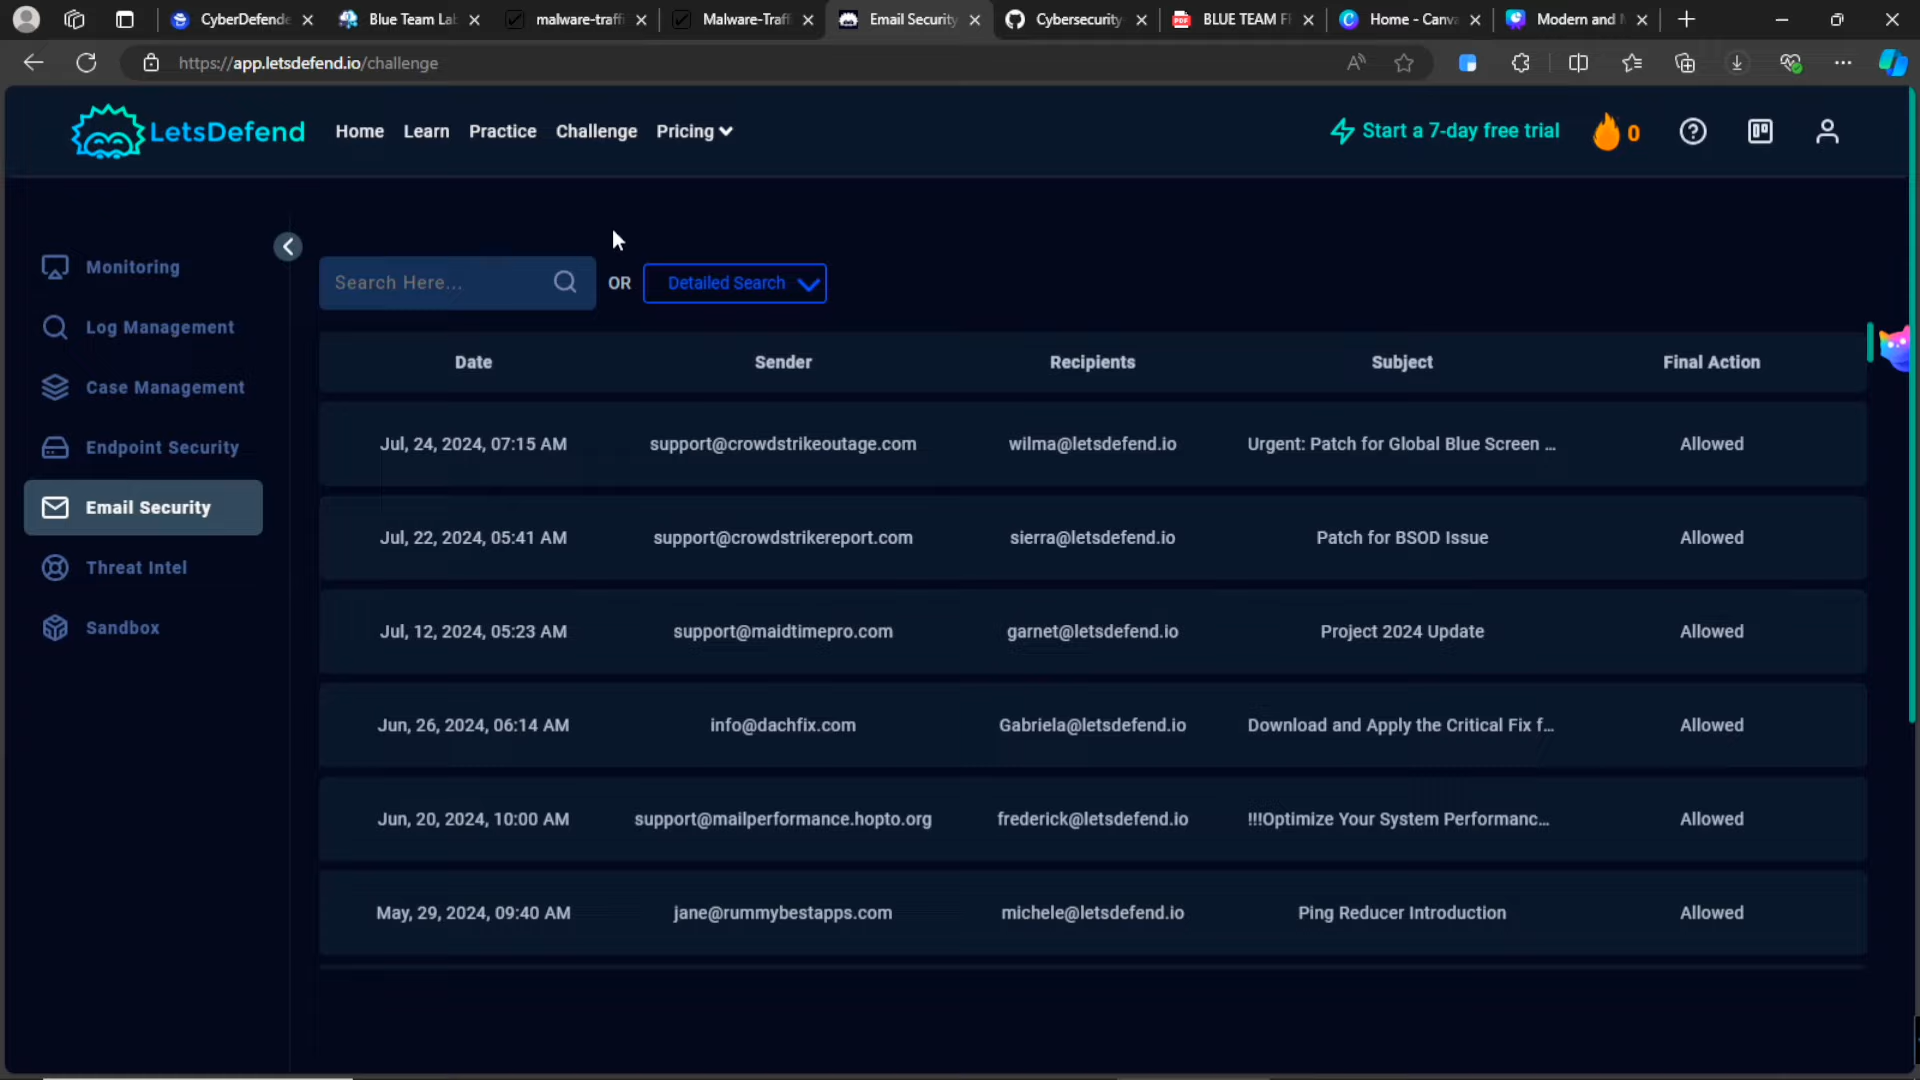 CyberDefende
Blue Team La
malware-traffi
Malware-Traf
Email Security
Cybersecurity
PDF
BLUE TEAM F
Home - Canv
Modern and
https://app.letsdefend.io/challenge
LetsDefend
Home
Learn
Practice
Challenge
Pricing
Start a 7-day free trial
0
Monitoring
Log Management
Case Management
Endpoint Security
Email Security
Threat Intel
Sandbox
Search Here...
OR
Detailed Search
Date Sender Recipients Subject Final Action
Jul, 24, 2024, 07:15 AM support@crowdstrikeoutage.com wilma@letsdefend.io Urgent: Patch for Global Blue Screen ... Allowed
Jul, 22, 2024, 05:41 AM support@crowdstrikereport.com sierra@letsdefend.io Patch for BSOD Issue Allowed
Jul, 12, 2024, 05:23 AM support@maidtimepro.com garnet@letsdefend.io Project 2024 Update Allowed
Jun, 26, 2024, 06:14 AM info@dachfix.com Gabriela@letsdefend.io Download and Apply the Critical Fix f... Allowed
Jun, 20, 2024, 10:00 AM support@mailperformance.hopto.org frederick@letsdefend.io !!!Optimize Your System Performanc... Allowed
May, 29, 2024, 09:40 AM jane@rummybestapps.com michele@letsdefend.io Ping Reducer Introduction Allowed